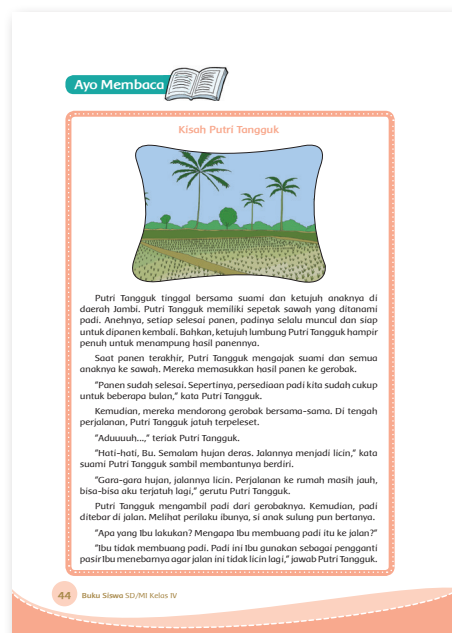 Ayo Membaca
Kisah Putri Tangguk
Putri Tangguk tinggal bersama suami dan ketujuh anaknya di
daerah Jambi. Putri Tangguk memiliki sepetak sawah yang ditanami
padi. Anehnya, setiap selesai panen, padinya selalu muncul dan siap
untuk dipanen kembali. Bahkan, ketujuh lumbung Putri Tangguk hampir
penuh untuk menampung hasil panennya.
Saat panen terakhir, Putri Tangguk mengajak suami dan semua
anaknya ke sawah. Mereka memasukkan hasil panen ke gerobak.
“Panen sudah selesai. Sepertinya, persediaan padi kita sudah cukup
untuk beberapa bulan,” kata Putri Tangguk.
Kemudian, mereka mendorong gerobak bersama-sama. Di tengah
perjalanan, Putri Tangguk jatuh terpeleset.
“Aduuuuh...,” teriak Putri Tangguk.
“Hati-hati, Bu. Semalam hujan deras. Jalannya menjadi licin,” kata
suami Putri Tangguk sambil membantunya berdiri.
“Gara-gara hujan, jalannya licin. Perjalanan ke rumah masih jauh,
bisa-bisa aku terjatuh lagi,” gerutu Putri Tangguk.
Putri Tangguk mengambil padi dari gerobaknya. Kemudian, padi
ditebar di jalan. Melihat perilaku ibunya, si anak sulung pun bertanya.
“Apa yang Ibu lakukan? Mengapa Ibu membuang padi itu ke jalan?”
“Ibu tidak membuang padi. Padi ini Ibu gunakan sebagai pengganti
pasir Ibu menebarnya agar jalan ini tidak licin lagi,” jawab Putri Tangguk.
44 Buku Siswa SD/MI Kelas IV